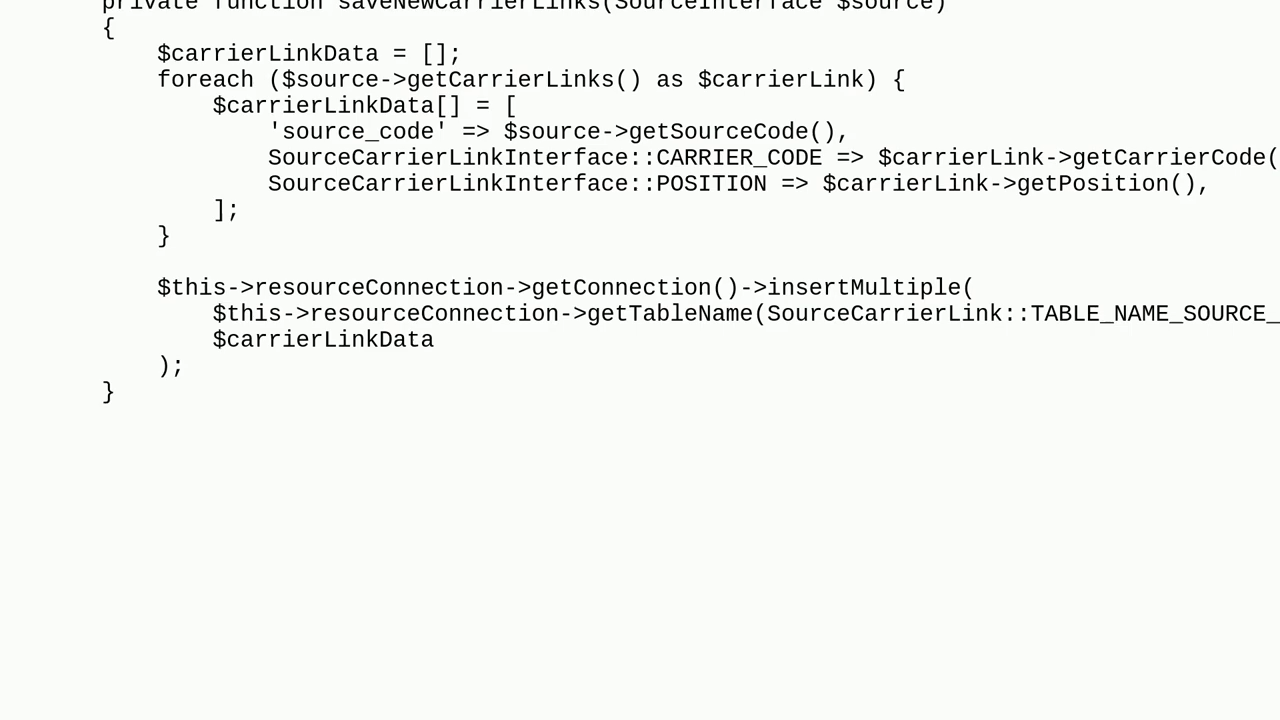 private function saveNewCarrierLinks(SourceInterface $source)
{
    $carrierLinkData = [];
    foreach ($source->getCarrierLinks() as $carrierLink) {
        $carrierLinkData[] = [
            'source_code' => $source->getSourceCode(),
            SourceCarrierLinkInterface::CARRIER_CODE => $carrierLink->getCarrierCode(
            SourceCarrierLinkInterface::POSITION => $carrierLink->getPosition(),
        ];
    }

    $this->resourceConnection->getConnection()->insertMultiple(
        $this->resourceConnection->getTableName(SourceCarrierLink::TABLE_NAME_SOURCE_
        $carrierLinkData
    );
}